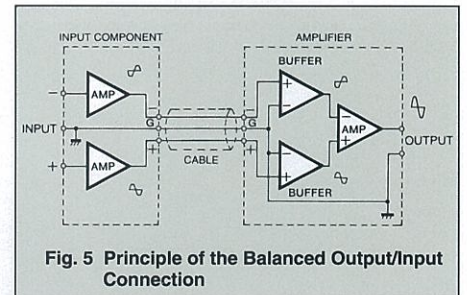 INPUT COMPONENT
AMPLIFIER
BUFFER
AMP
−
−
−
+
−
G
G
−
AMP
+
INPUT
OUTPUT
+
AMP
+
+
−
+
CABLE
BUFFER
Fig. 5 Principle of the Balanced Output/Input
Connection